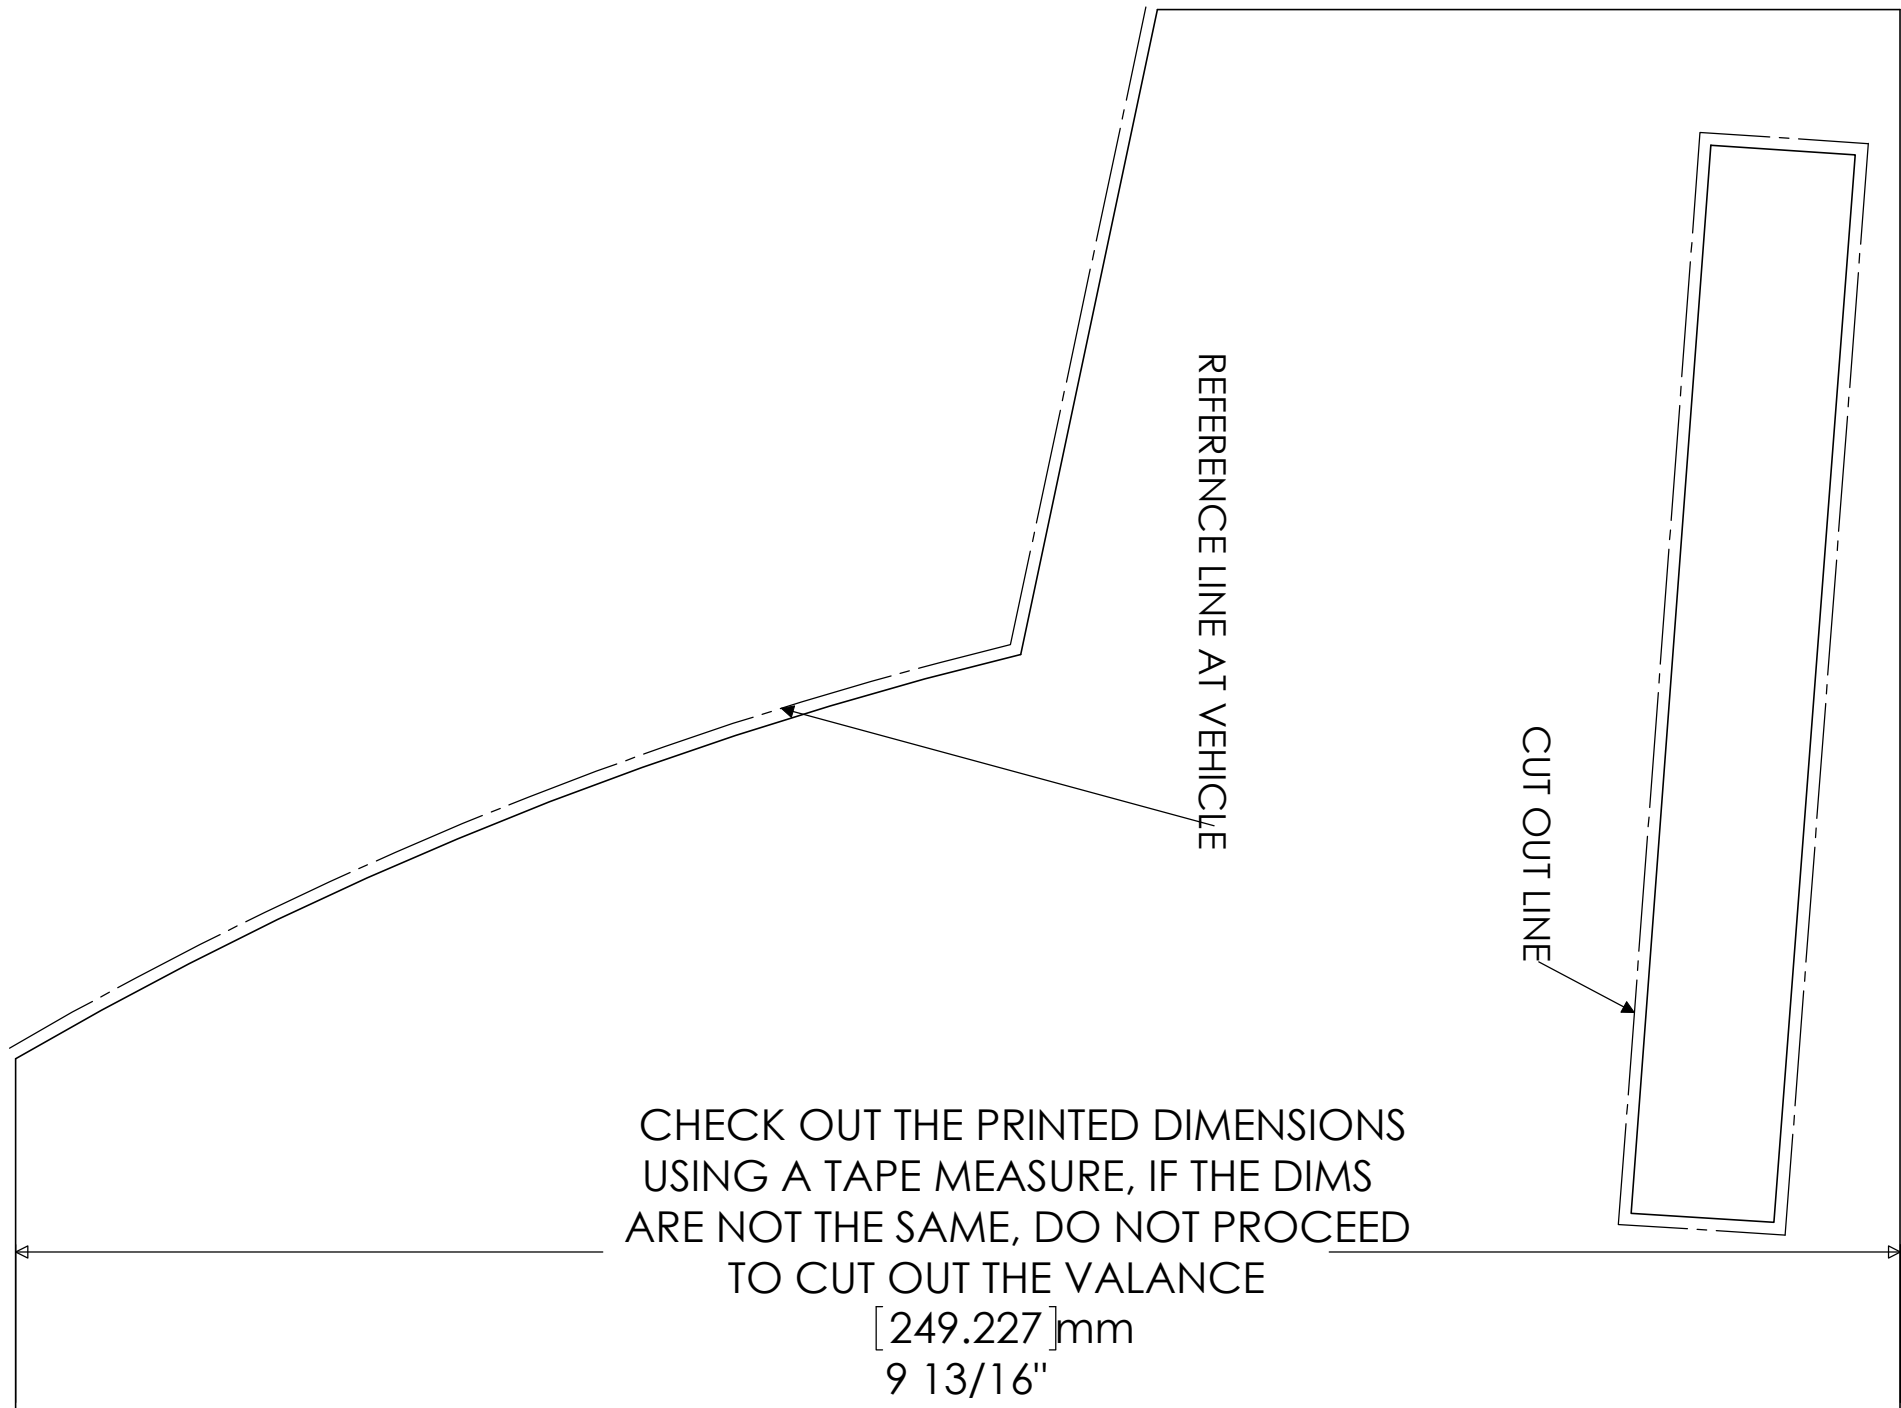 REFERENCE LINE AT VEHICLE
CUT OUT LINE
CHECK OUT THE PRINTED DIMENSIONS
USING A TAPE MEASURE, IF THE DIMS
ARE NOT THE SAME, DO NOT PROCEED
TO CUT OUT THE VALANCE
[249.227]mm
9 13/16"